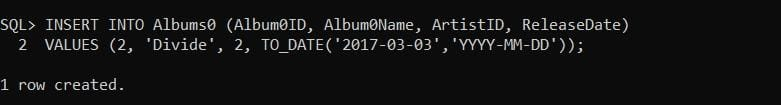 SQL> INSERT INTO Albums0 (Album0ID, Album0Name, ArtistID, ReleaseDate)
2 VALUES (2, 'Divide', 2, TO_DATE('2017-03-03','YYYY-MM-DD'));
1 row created.